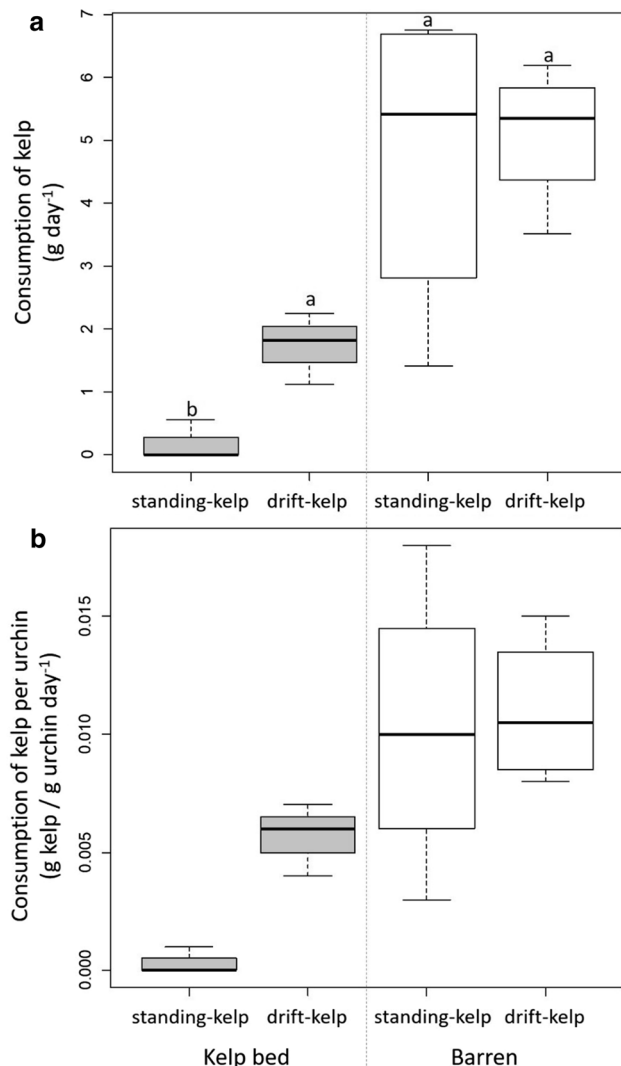 a
Consumption of kelp
(g day⁻¹)
7
6
5
4
3
2
1
0
b
a
a
a
standing-kelp drift-kelp standing-kelp drift-kelp
b
Consumption of kelp per urchin
(g kelp / g urchin day⁻¹)
0.015
0.010
0.005
0.000
standing-kelp drift-kelp standing-kelp drift-kelp
Kelp bed Barren